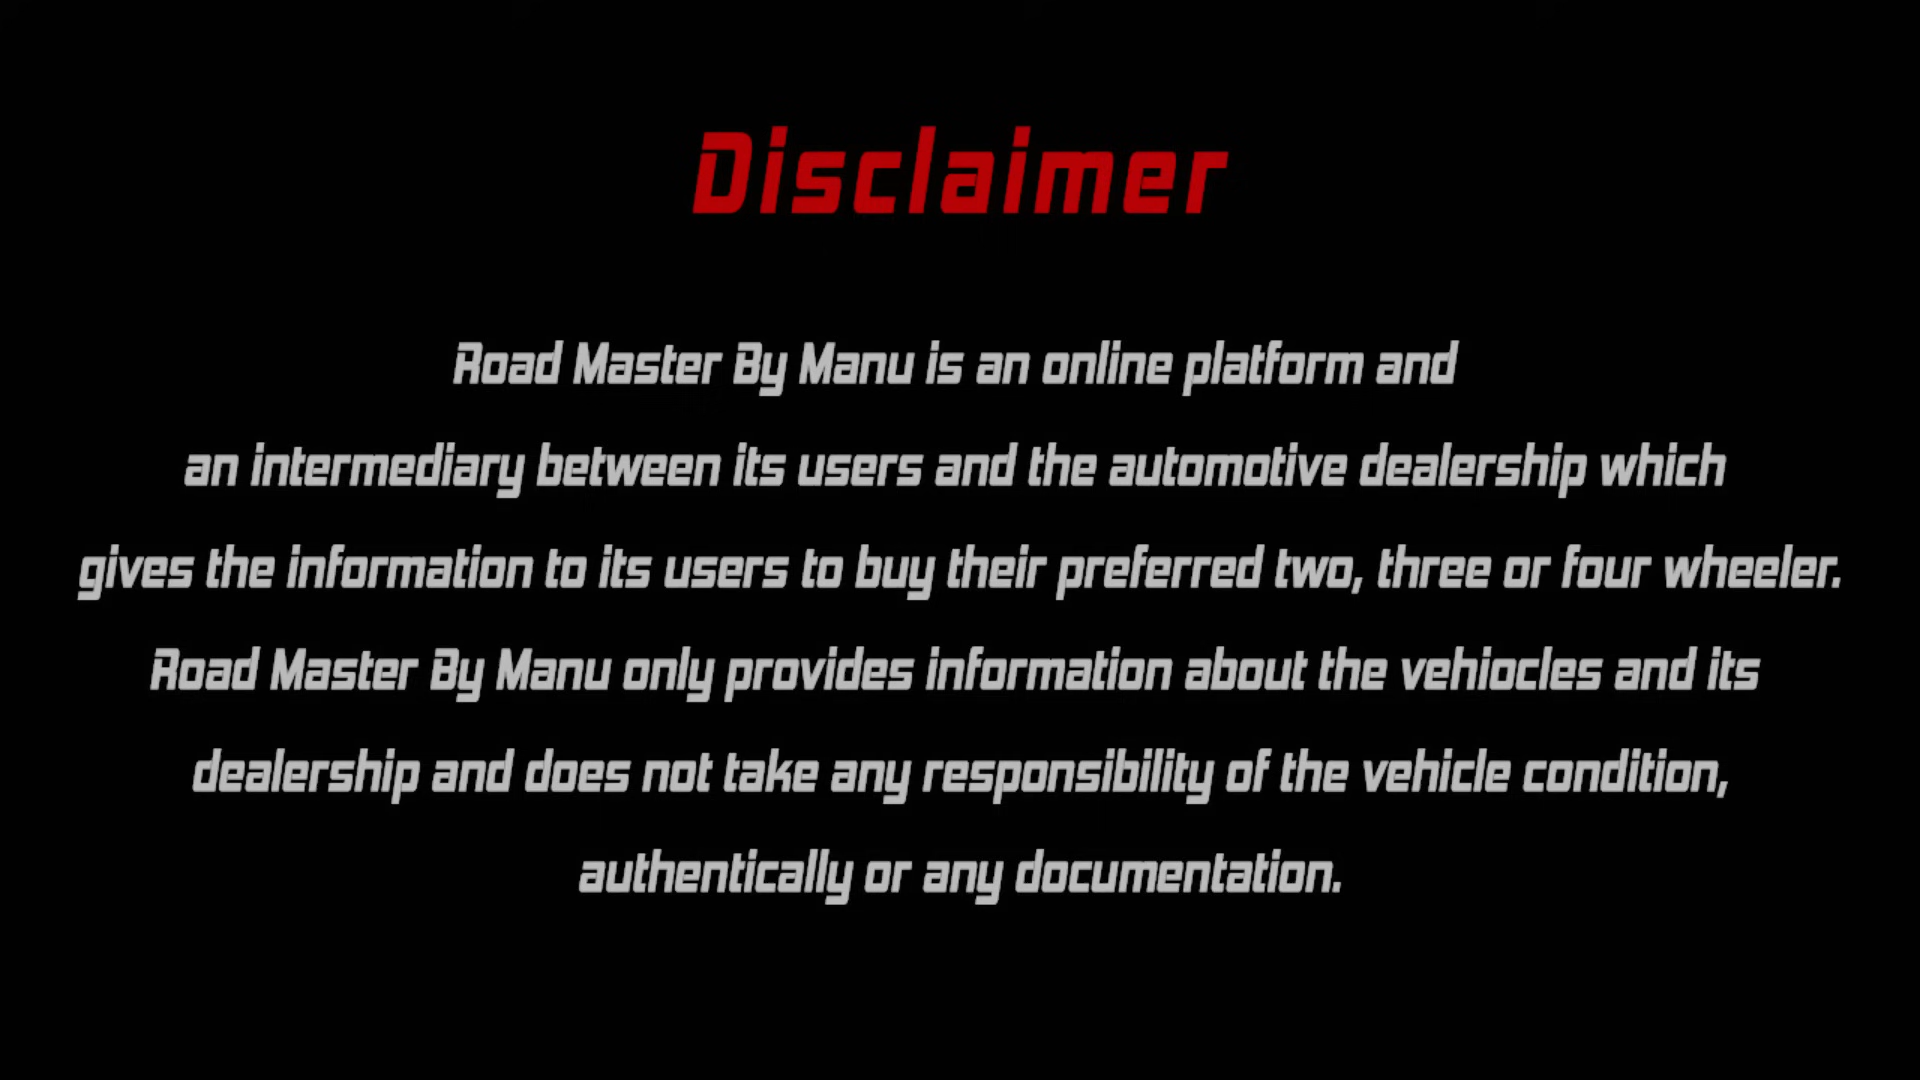 Disclaimer
Road Master By Manu is an online platform and
an intermediary between its users and the automotive dealership which
gives the information to its users to buy their preferred two, three or four wheeler.
Road Master By Manu only provides information about the vehiocles and its
dealership and does not take any responsibility of the vehicle condition,
authentically or any documentation.